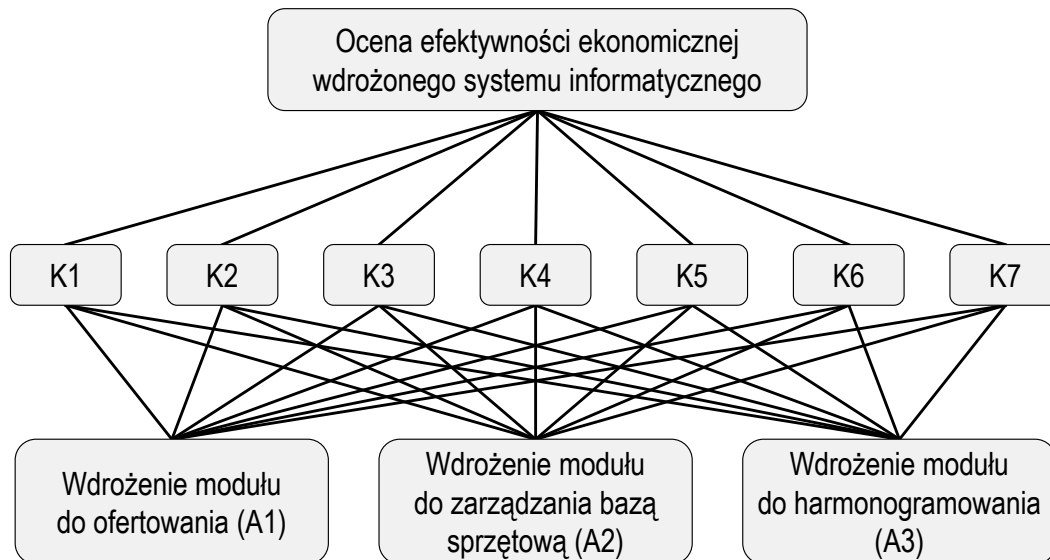 Ocena efektywności ekonomicznej
wdrożonego systemu informatycznego
K1
K2
K3
K4
K5
K6
K7
Wdrożenie modułu
do ofertowania (A1)
Wdrożenie modułu
do zarządzania bazą
sprzętową (A2)
Wdrożenie modułu
do harmonogramowania
(A3)